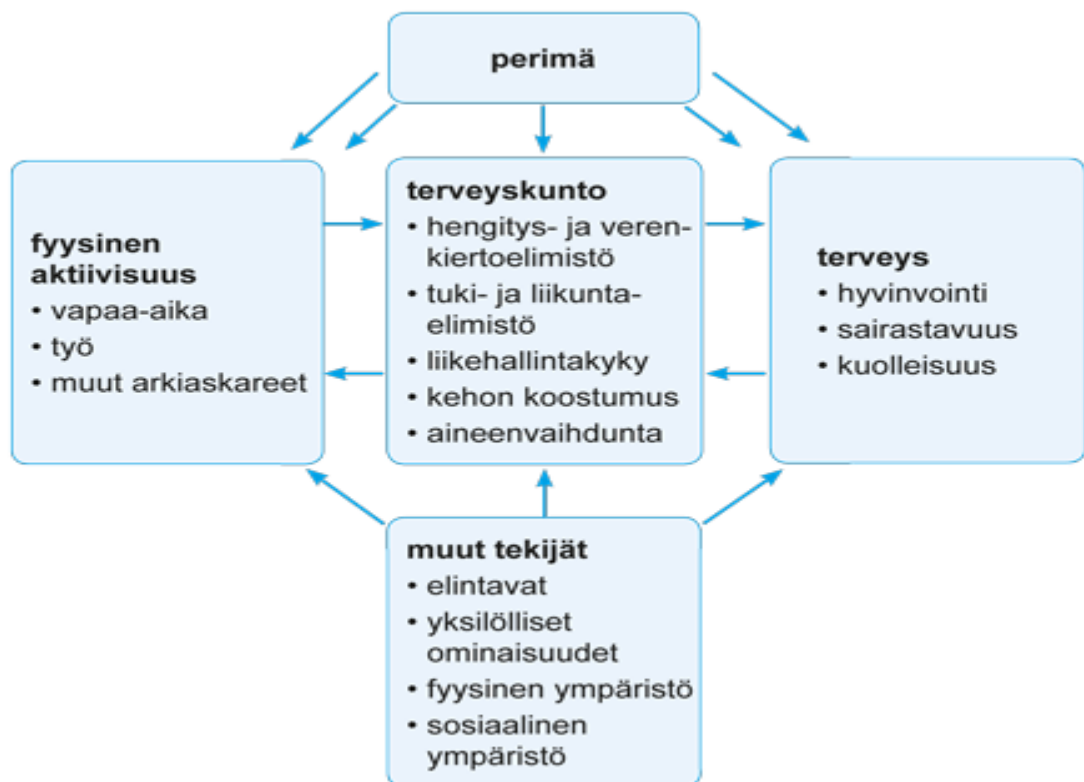 perimä
fyysinen
aktiivisuus
• vapaa-aika
• työ
• muut arkiaskareet
terveyskunto
• hengitys- ja veren-
kiertoelimistö
• tuki- ja liikunta-
elimistö
• liikehallintakyky
• kehon koostumus
• aineenvaihdunta
terveys
• hyvinvointi
• sairastavuus
• kuolleisuus
muut tekijät
• elintavat
• yksilölliset
ominaisuudet
• fyysinen ympäristö
• sosiaalinen
ympäristö